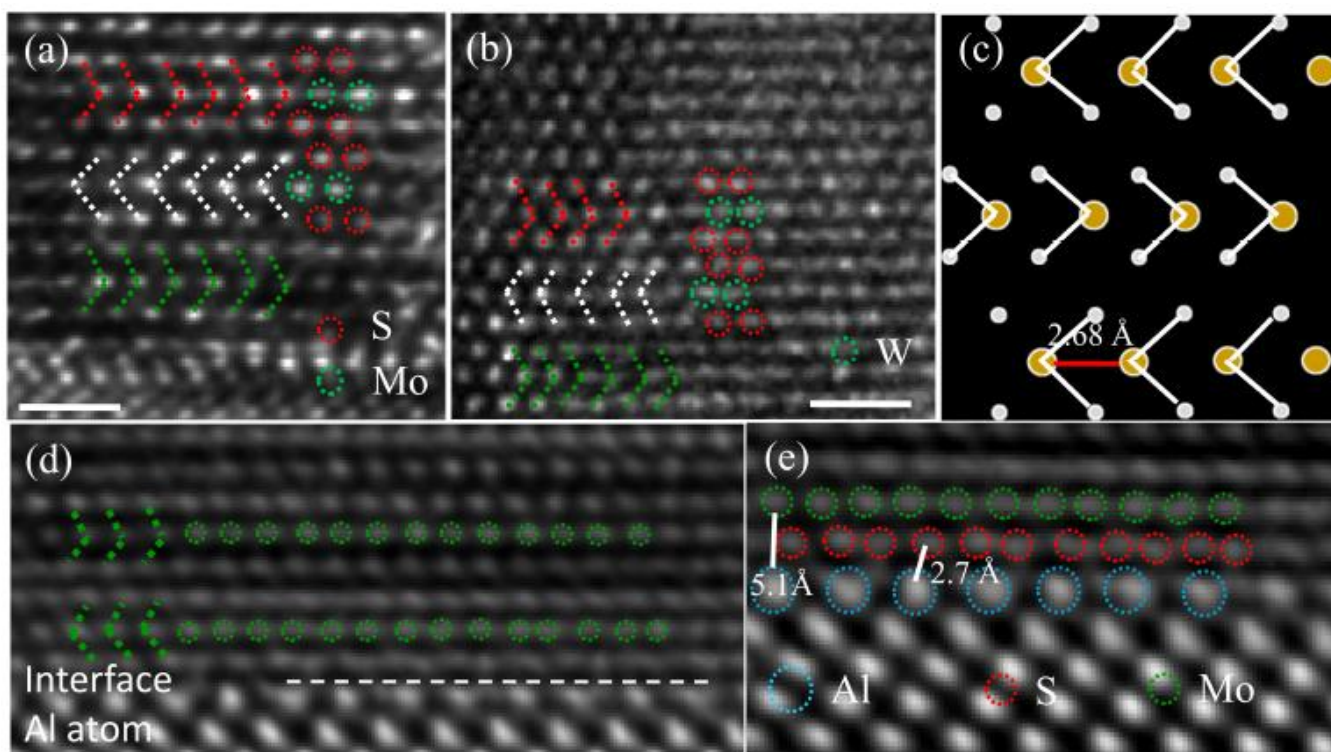 (a)
S
Mo
(b)
W
(c)
2.68 Å
(d)
Interface
Al atom
(e)
5.1Å
2.7 Å
Al
S
Mo